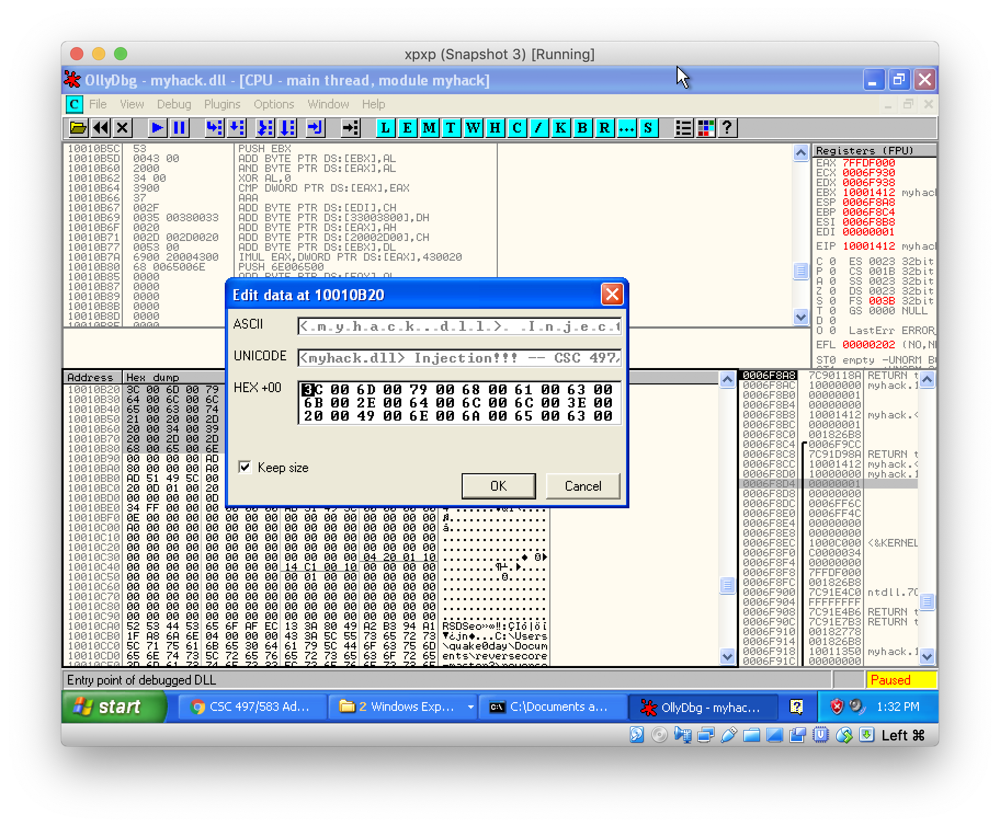 xpxp (Snapshot 3) [Running]
OllyDbg - myhack.dll - [CPU - main thread, module myhack]
C File View Debug Plugins Options Window Help
L E M T W H C / K B R ... S ?
10010B5C 53 PUSH EBX
10010B5D 0043 00 ADD BYTE PTR DS:[EBX],AL
10010B60 2000 AND BYTE PTR DS:[EAX],AL
10010B62 34 00 XOR AL,0
10010B64 3900 CMP DWORD PTR DS:[EAX],EAX
10010B66 37 AAA
10010B67 002F ADD BYTE PTR DS:[EDI],CH
10010B69 0035 00380033 ADD BYTE PTR DS:[33003800],DH
10010B6F 0020 ADD BYTE PTR DS:[EAX],AH
10010B71 002D 002D0020 ADD BYTE PTR DS:[20002D00],CH
10010B77 0053 00 ADD BYTE PTR DS:[EBX],DL
10010B7A 6900 20004300 IMUL EAX,DWORD PTR DS:[EAX],430020
10010B80 68 0065006E PUSH 6E006500
10010B85 0000 ADD BYTE PTR DS:[EAX],AL
10010B87 0000
10010B89 0000
10010B8B 0000
10010B8D 0000
Registers (FPU)
EAX 7FFDF000
ECX 0006F930
EDX 0006F938
EBX 10001412 myhac
ESP 0006F8A8
EBP 0006F8C4
ESI 0006F8B8
EDI 00000001
EIP 10001412 myhac
C 0 ES 0023 32bit
P 0 CS 001B 32bit
A 0 SS 0023 32bit
Z 0 DS 0023 32bit
S 0 FS 003B 32bit
T 0 GS 0000 NULL
D 0
O 0 LastErr ERROR_
EFL 00000202 (NO,N
ST0 empty -UNORM B
Edit data at 10010B20
ASCII <.m.y.h.a.c.k...d.l.l.>. .I.n.j.e.c.t
UNICODE <myhack.dll> Injection!!! -- CSC 497/
HEX +00 3C 00 6D 00 79 00 68 00 61 00 63 00
6B 00 2E 00 64 00 6C 00 6C 00 3E 00
20 00 49 00 6E 00 6A 00 65 00 63 00
Keep size
OK Cancel
Address Hex dump
10010B20 3C 00 6D 00 79
10010B30 64 00 6C 00 6C
10010B40 65 00 63 00 74
10010B50 21 00 20 00 2D
10010B60 20 00 34 00 39
10010B70 20 00 2D 00 2D
10010B80 68 00 65 00 6E
10010B90 00 00 00 00 AD
10010BA0 80 00 00 00 A0
10010BB0 AD 51 49 5C 00
10010BC0 20 0D 01 00 20
10010BD0 00 00 00 00 0D
10010BE0 34 FF 00 00 00 00 00 00 AD 51 49 5C 00 00 00 00
10010BF0 0E 00 00 00 00 00 00 00 00 00 00 00 00 00 00 00
10010C00 A0 00 00 00 00 00 00 00 00 00 00 00 00 00 00 00
10010C10 00 00 00 00 00 00 00 00 00 00 00 00 00 00 00 00
10010C20 00 00 00 00 00 00 00 00 00 00 00 00 00 00 00 00
10010C30 00 00 00 00 00 00 00 00 00 00 00 00 04 20 01 10
10010C40 00 00 00 00 00 00 00 00 14 C1 00 10 00 00 00 00
10010C50 00 00 00 00 00 00 00 00 00 01 00 00 00 00 00 00
10010C60 00 00 00 00 00 00 00 00 00 00 00 00 00 00 00 00
10010C70 00 00 00 00 00 00 00 00 00 00 00 00 00 00 00 00
10010C80 00 00 00 00 00 00 00 00 00 00 00 00 00 00 00 00
10010C90 00 00 00 00 00 00 00 00 00 00 00 00 00 00 00 00
10010CA0 52 53 44 53 65 6F AF EC 13 3A 80 49 A2 B3 94 A1 RSDSeo»∞‼:ÇIó│öí
10010CB0 1F A8 6A 6E 04 00 00 00 43 3A 5C 55 73 65 72 73 ▼¿jn♦...C:\Users
10010CC0 5C 71 75 61 6B 65 30 64 61 79 5C 44 6F 63 75 6D \quake0day\Docum
10010CD0 65 6E 74 73 5C 72 65 76 65 72 73 65 63 6F 72 65 ents\reversecore
0006F8A8 7C90118A RETURN t
0006F8AC 10000000 myhack.1
0006F8B0 00000001
0006F8B4 00000000
0006F8B8 10001412 myhack.<
0006F8BC 00000001
0006F8C0 001826B8
0006F8C4 0006F9CC
0006F8C8 7C91D98A RETURN t
0006F8CC 10001412 myhack.<
0006F8D0 10000000 myhack.1
0006F8D4 00000001
0006F8D8 00000000
0006F8DC 0006FF6C
0006F8E0 0006FF4C
0006F8E4 00000000
0006F8E8 00000000
0006F8EC 1000C000 <&KERNEL
0006F8F0 C0000034
0006F8F4 00000000
0006F8F8 7FFDF000
0006F8FC 001826B8
0006F900 7C91E4C0 ntdll.7C
0006F904 FFFFFFFF
0006F908 7C91E4B6 RETURN t
0006F90C 7C91E7B3 RETURN t
0006F910 00182778
0006F914 001826B8
0006F918 10011350 myhack.1
0006F91C 00000000
Entry point of debugged DLL Paused
start CSC 497/583 Ad... 2 Windows Exp... C:\Documents a... OllyDbg - myhac... 1:32 PM
Left ⌘